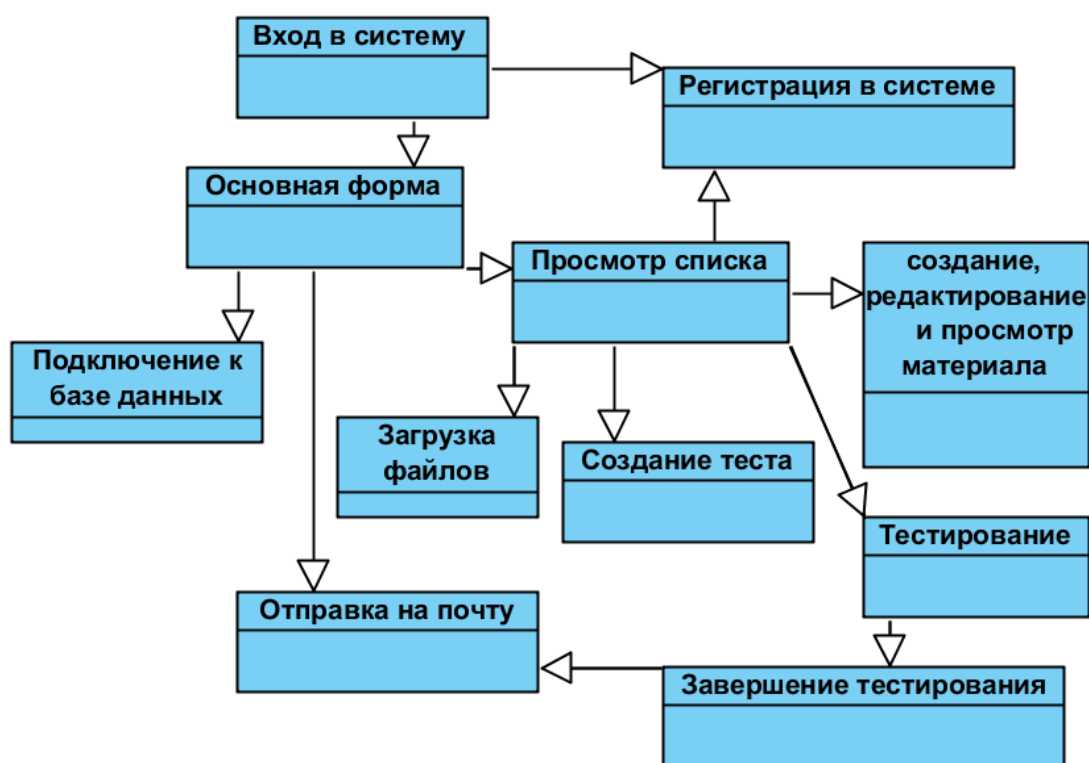 Вход в систему
Регистрация в системе
Основная форма
Просмотр списка
создание,
редактирование
и просмотр
материала
Подключение к
базе данных
Загрузка
файлов
Создание теста
Тестирование
Отправка на почту
Завершение тестирования